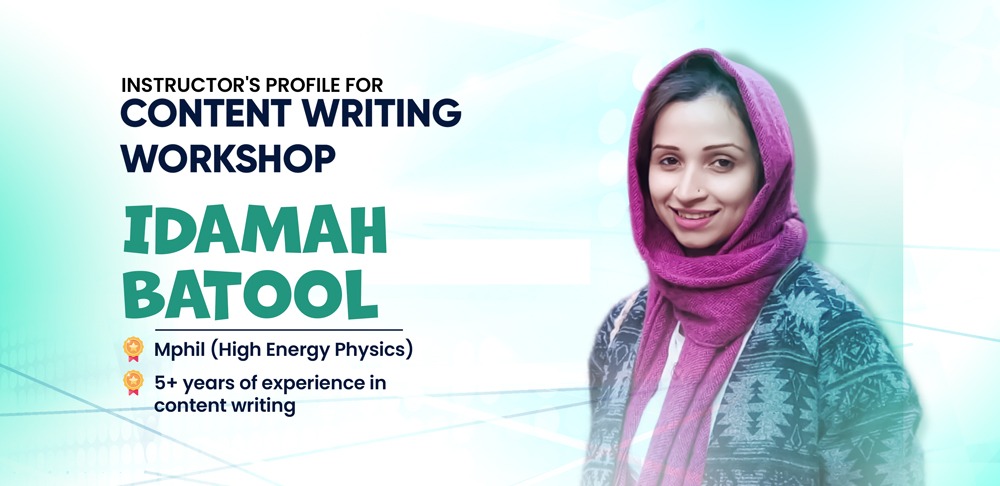 INSTRUCTOR'S PROFILE FOR
CONTENT WRITING
WORKSHOP
IDAMAH
BATOOL
Mphil (High Energy Physics)
5+ years of experience in
content writing